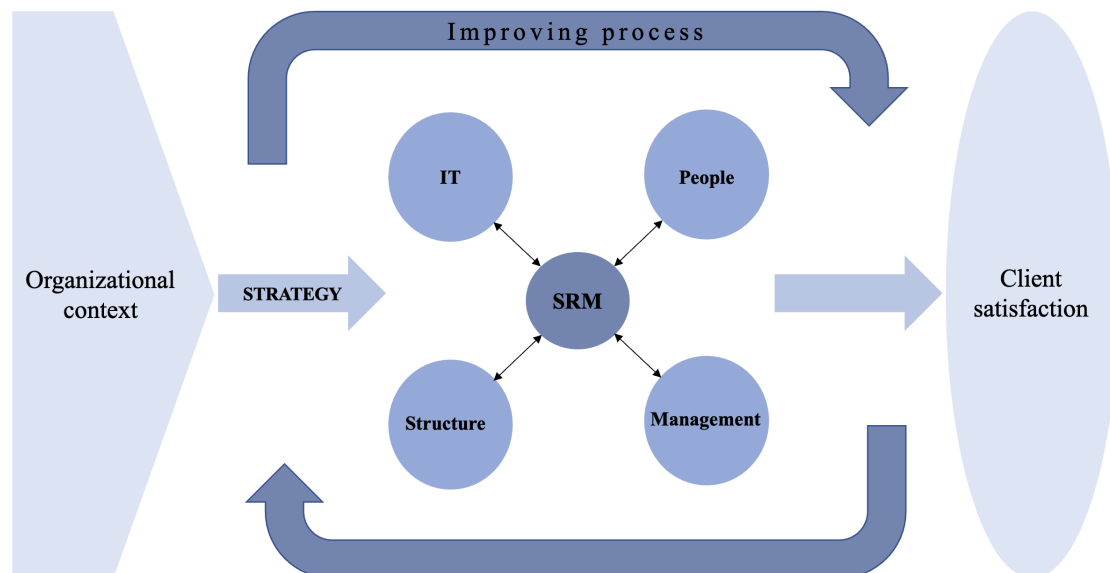 Improving process
IT
People
Organizational
context
STRATEGY
SRM
Client
satisfaction
Structure
Management